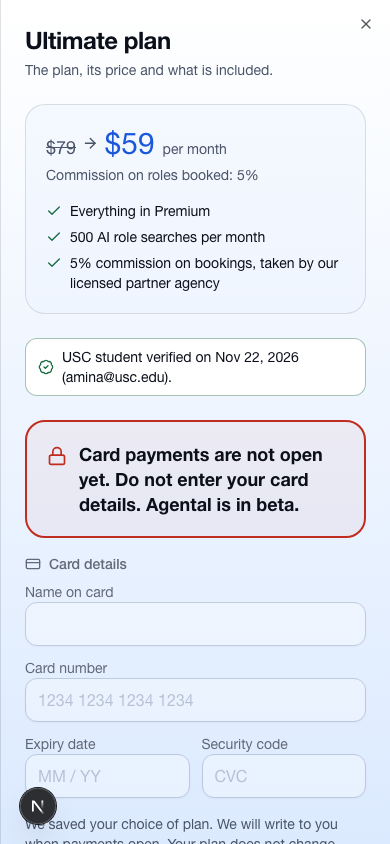 Ultimate plan
The plan, its price and what is included.
$79 → $59 per month
Commission on roles booked: 5%
Everything in Premium
500 AI role searches per month
5% commission on bookings, taken by our
licensed partner agency
USC student verified on Nov 22, 2026
(amina@usc.edu).
Card payments are not open
yet. Do not enter your card
details. Agental is in beta.
Card details
Name on card
Card number
1234 1234 1234 1234
Expiry date
Security code
MM / YY
CVC
N
We saved your choice of plan. We will write to you
when payments open. Your plan does not change